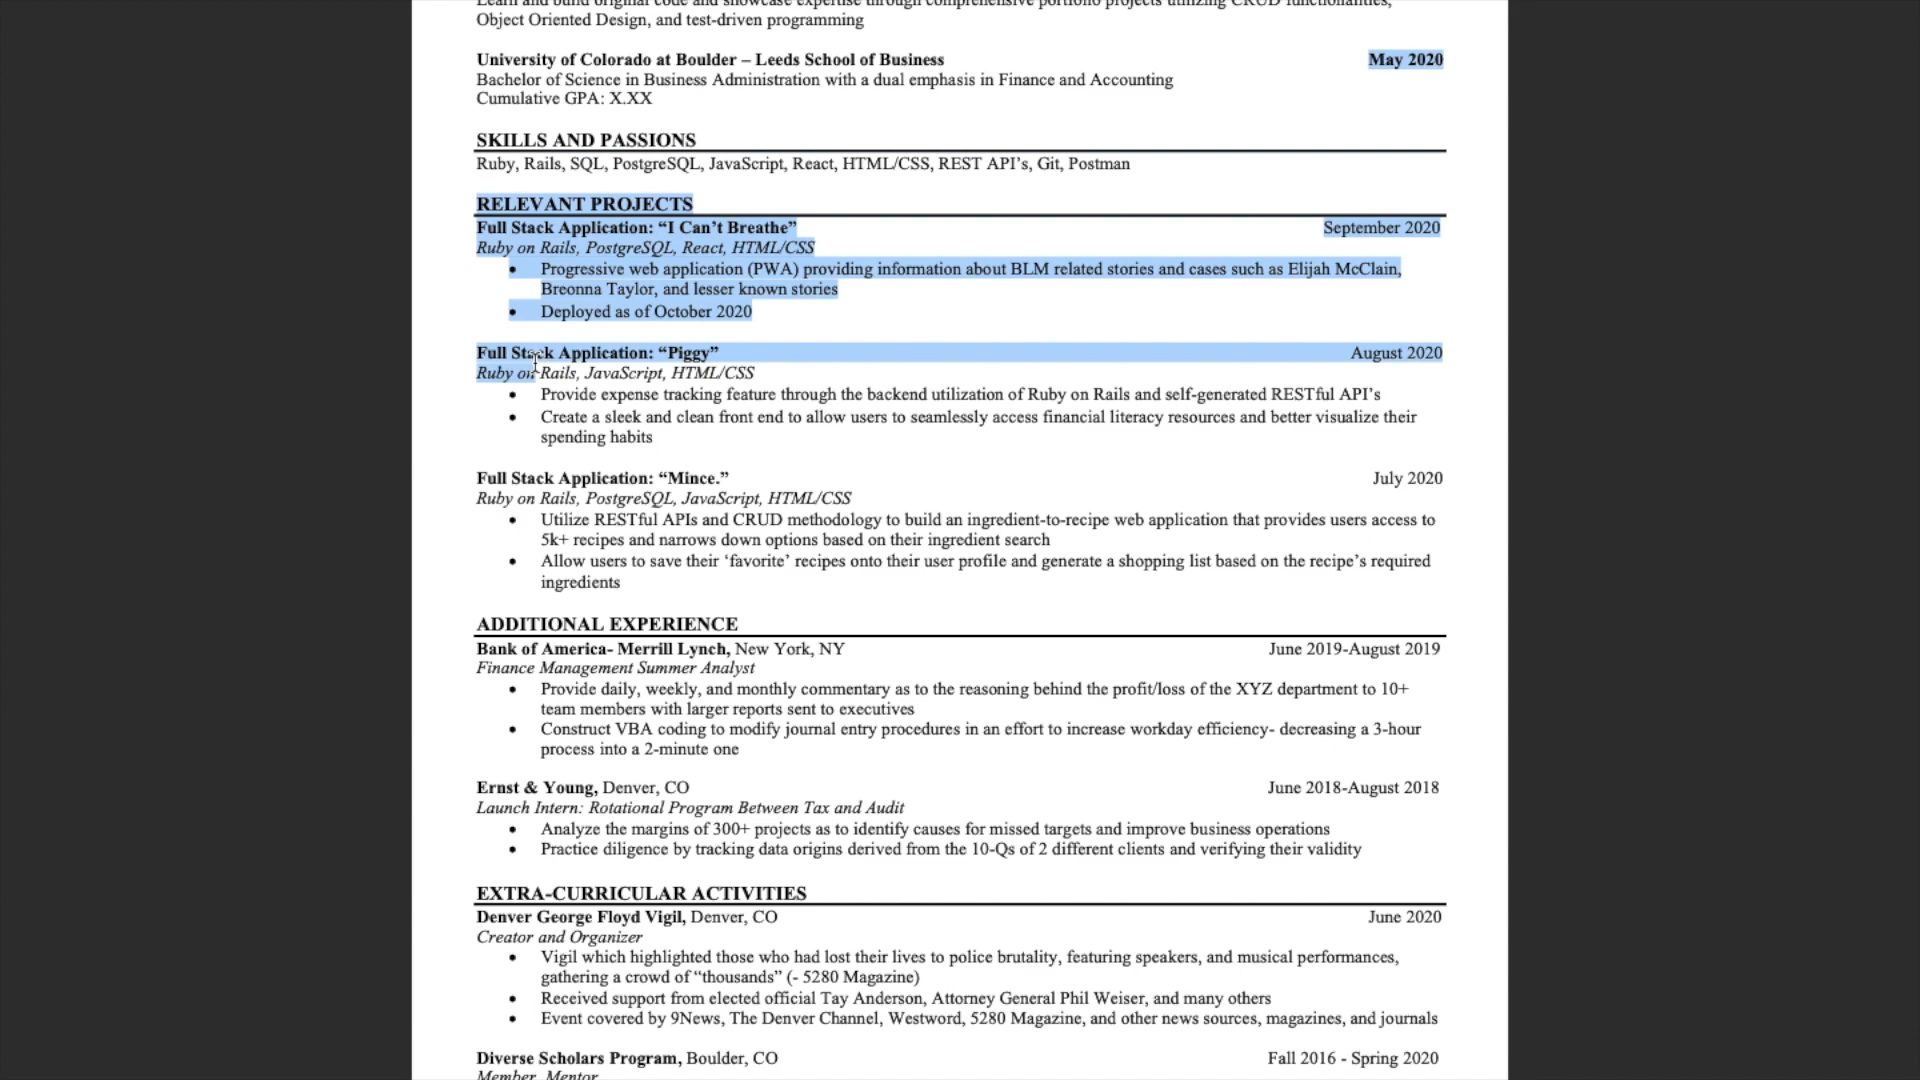 Learn and build original code and showcase expertise through comprehensive portfolio projects utilizing CRUD functionalities,
Object Oriented Design, and test-driven programming
University of Colorado at Boulder – Leeds School of Business May 2020
Bachelor of Science in Business Administration with a dual emphasis in Finance and Accounting
Cumulative GPA: X.XX
SKILLS AND PASSIONS
Ruby, Rails, SQL, PostgreSQL, JavaScript, React, HTML/CSS, REST API’s, Git, Postman
RELEVANT PROJECTS
Full Stack Application: “I Can’t Breathe” September 2020
Ruby on Rails, PostgreSQL, React, HTML/CSS
• Progressive web application (PWA) providing information about BLM related stories and cases such as Elijah McClain,
Breonna Taylor, and lesser known stories
• Deployed as of October 2020
Full Stack Application: “Piggy” August 2020
Ruby on Rails, JavaScript, HTML/CSS
• Provide expense tracking feature through the backend utilization of Ruby on Rails and self-generated RESTful API’s
• Create a sleek and clean front end to allow users to seamlessly access financial literacy resources and better visualize their
spending habits
Full Stack Application: “Mince.” July 2020
Ruby on Rails, PostgreSQL, JavaScript, HTML/CSS
• Utilize RESTful APIs and CRUD methodology to build an ingredient-to-recipe web application that provides users access to
5k+ recipes and narrows down options based on their ingredient search
• Allow users to save their ‘favorite’ recipes onto their user profile and generate a shopping list based on the recipe’s required
ingredients
ADDITIONAL EXPERIENCE
Bank of America- Merrill Lynch, New York, NY June 2019-August 2019
Finance Management Summer Analyst
• Provide daily, weekly, and monthly commentary as to the reasoning behind the profit/loss of the XYZ department to 10+
team members with larger reports sent to executives
• Construct VBA coding to modify journal entry procedures in an effort to increase workday efficiency- decreasing a 3-hour
process into a 2-minute one
Ernst & Young, Denver, CO June 2018-August 2018
Launch Intern: Rotational Program Between Tax and Audit
• Analyze the margins of 300+ projects as to identify causes for missed targets and improve business operations
• Practice diligence by tracking data origins derived from the 10-Qs of 2 different clients and verifying their validity
EXTRA-CURRICULAR ACTIVITIES
Denver George Floyd Vigil, Denver, CO June 2020
Creator and Organizer
• Vigil which highlighted those who had lost their lives to police brutality, featuring speakers, and musical performances,
gathering a crowd of “thousands” (- 5280 Magazine)
• Received support from elected official Tay Anderson, Attorney General Phil Weiser, and many others
• Event covered by 9News, The Denver Channel, Westword, 5280 Magazine, and other news sources, magazines, and journals
Diverse Scholars Program, Boulder, CO Fall 2016 - Spring 2020
Member, Mentor